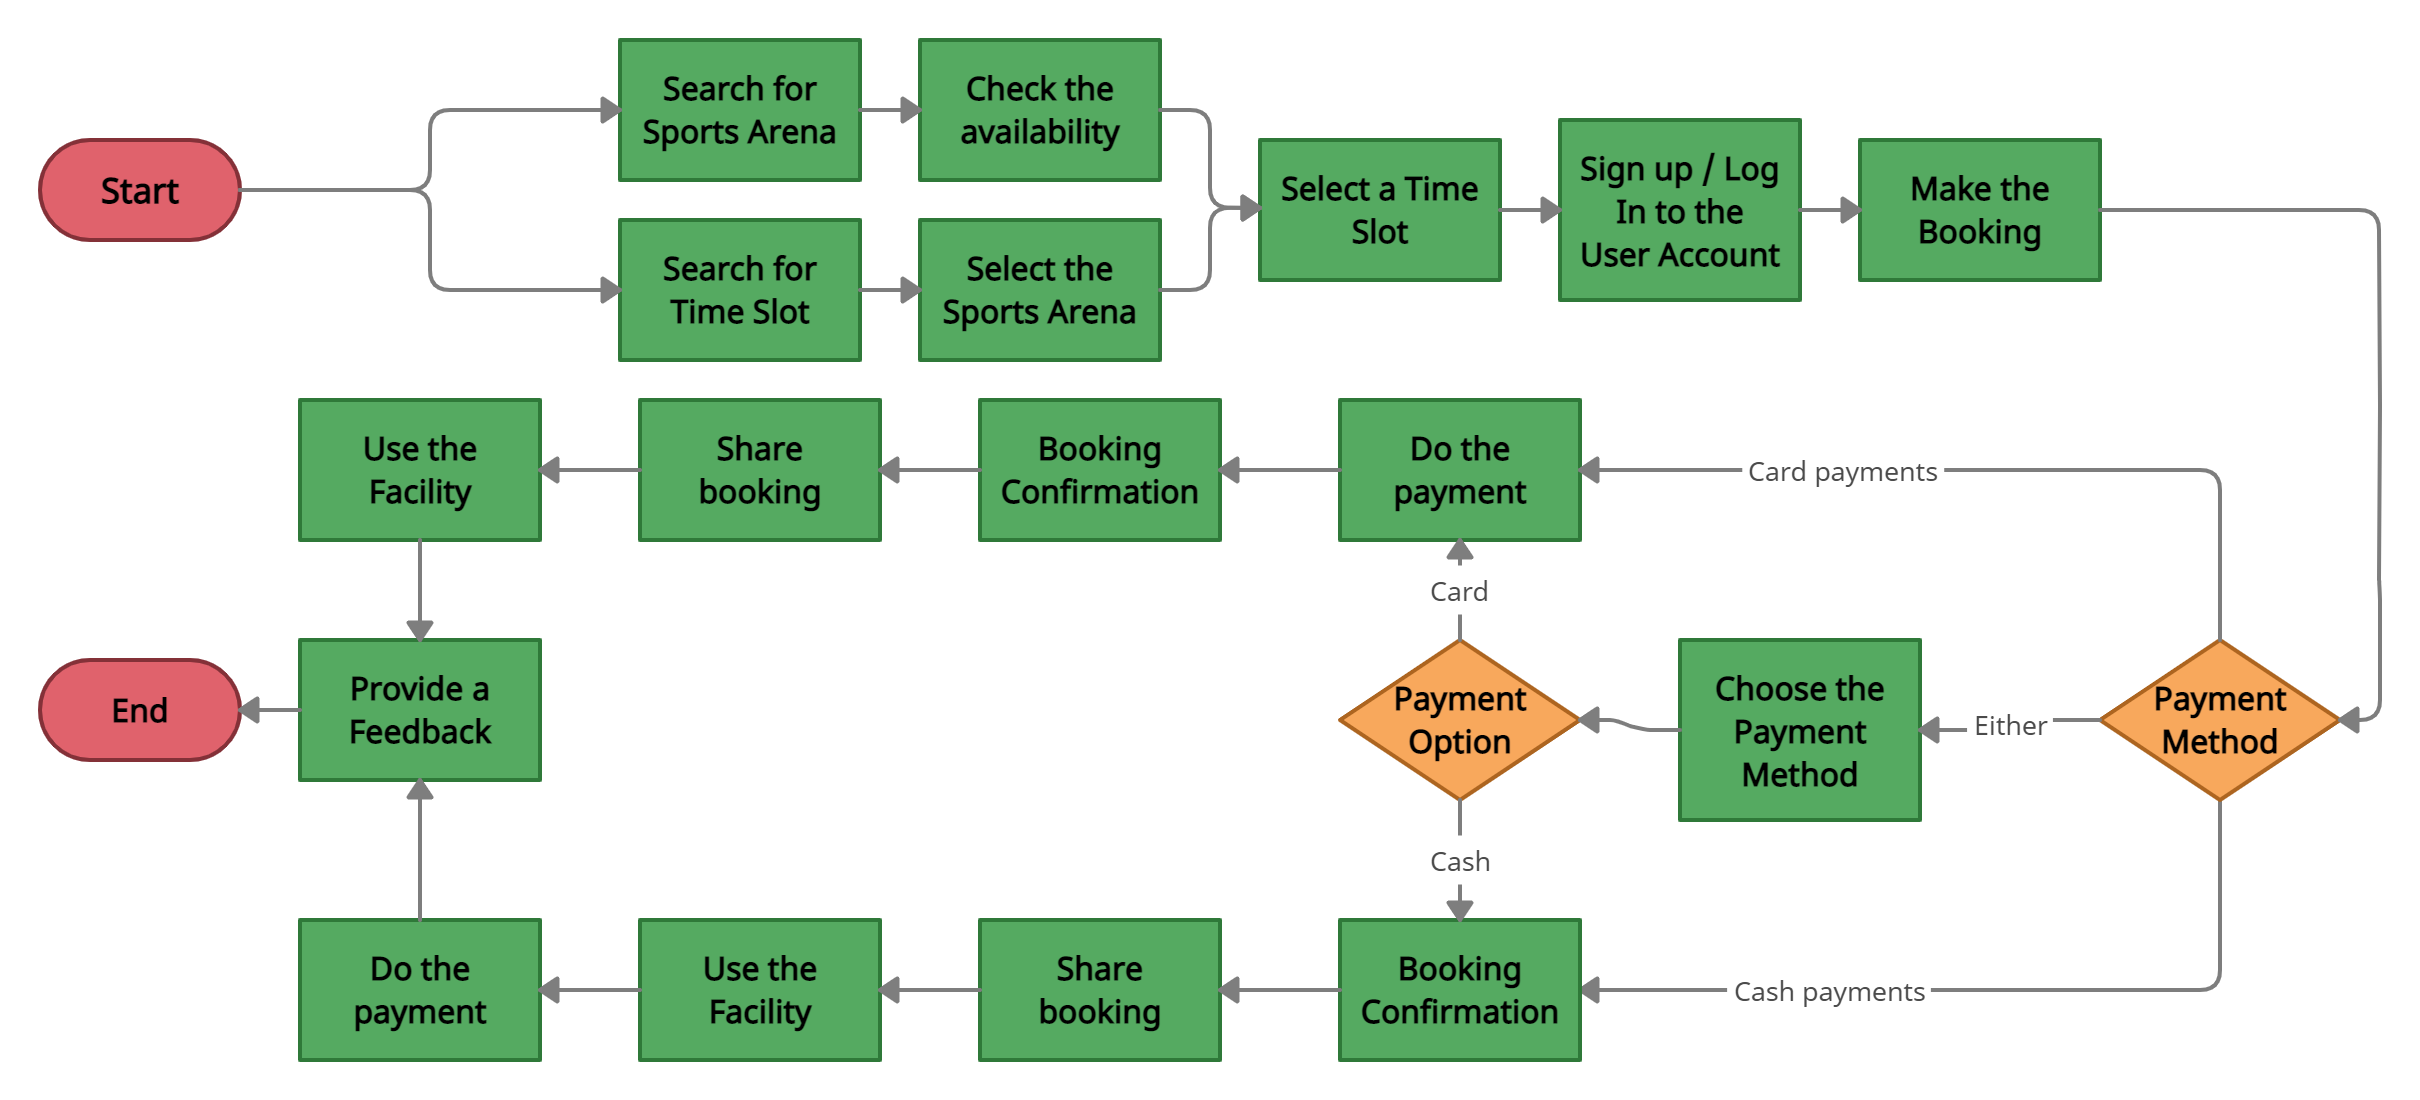 Start
Search for
Sports Arena
Check the
availability
Search for
Time Slot
Select the
Sports Arena
Select a Time
Slot
Sign up / Log
In to the
User Account
Make the
Booking
Use the
Facility
Share
booking
Booking
Confirmation
Do the
payment
Card payments
Card
End
Provide a
Feedback
Payment
Option
Choose the
Payment
Method
Either
Payment
Method
Cash
Do the
payment
Use the
Facility
Share
booking
Booking
Confirmation
Cash payments